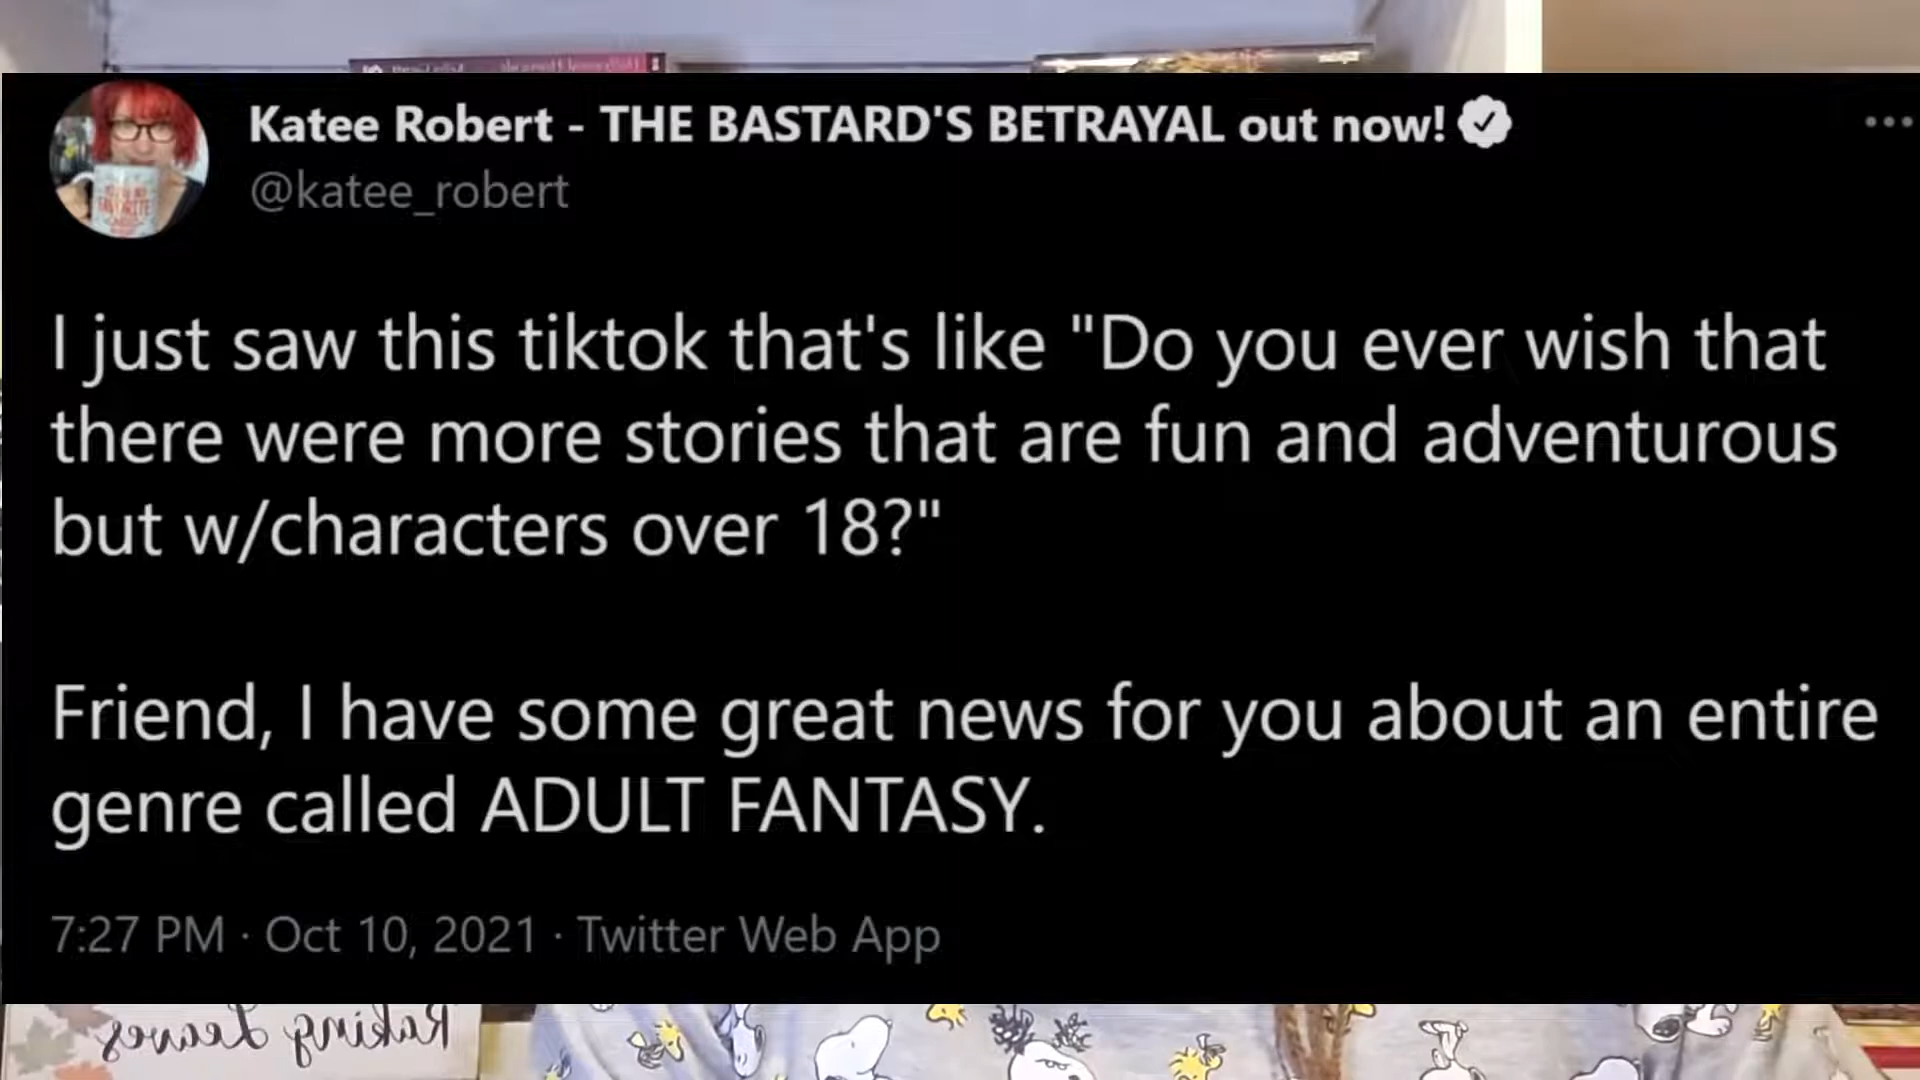 Katee Robert - THE BASTARD'S BETRAYAL out now!
@katee_robert
I just saw this tiktok that's like "Do you ever wish that
there were more stories that are fun and adventurous
but w/characters over 18?"
Friend, I have some great news for you about an entire
genre called ADULT FANTASY.
7:27 PM · Oct 10, 2021 · Twitter Web App
Raking Leaves